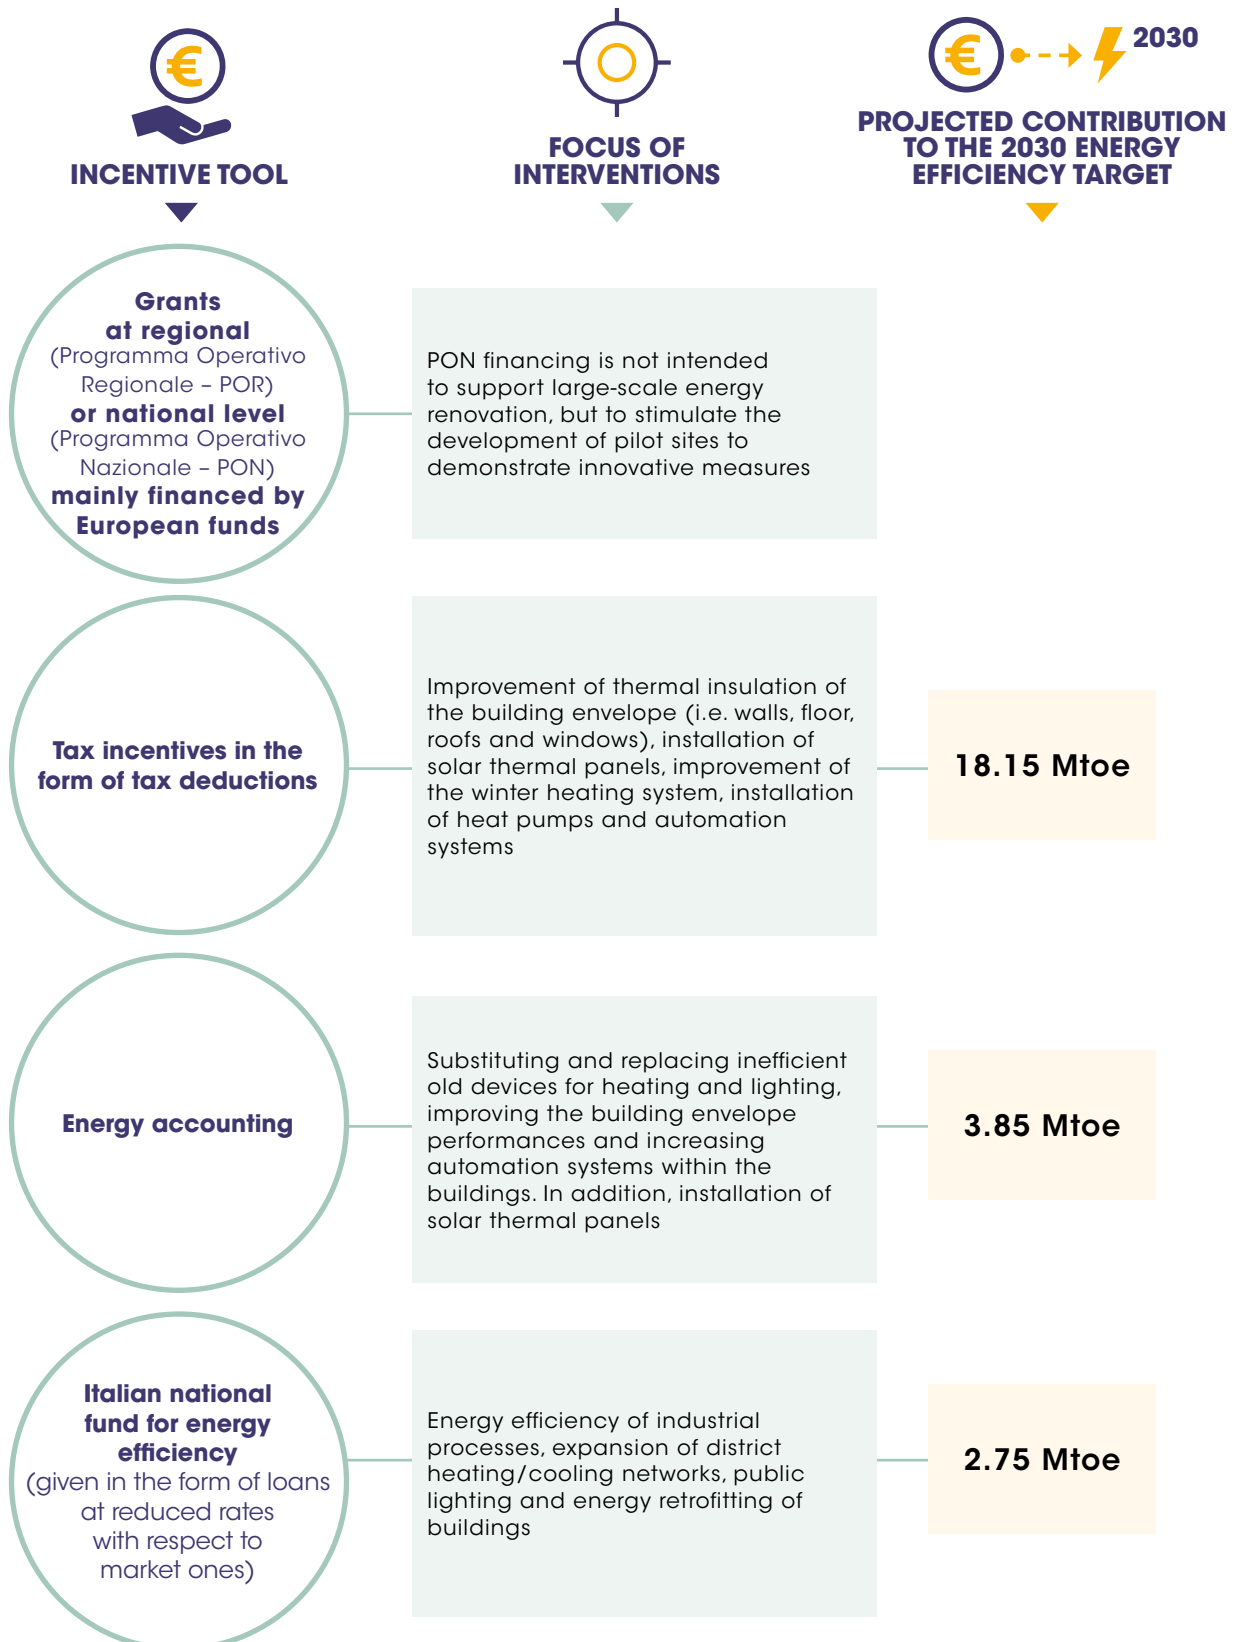 €
€
2030
INCENTIVE TOOL
FOCUS OF
INTERVENTIONS
PROJECTED CONTRIBUTION
TO THE 2030 ENERGY
EFFICIENCY TARGET
Grants
at regional
(Programma Operativo
Regionale – POR)
or national level
(Programma Operativo
Nazionale – PON)
mainly financed by
European funds
PON financing is not intended
to support large-scale energy
renovation, but to stimulate the
development of pilot sites to
demonstrate innovative measures
Tax incentives in the
form of tax deductions
Improvement of thermal insulation of
the building envelope (i.e. walls, floor,
roofs and windows), installation of
solar thermal panels, improvement of
the winter heating system, installation
of heat pumps and automation
systems
18.15 Mtoe
Energy accounting
Substituting and replacing inefficient
old devices for heating and lighting,
improving the building envelope
performances and increasing
automation systems within the
buildings. In addition, installation of
solar thermal panels
3.85 Mtoe
Italian national
fund for energy
efficiency
(given in the form of loans
at reduced rates
with respect to
market ones)
Energy efficiency of industrial
processes, expansion of district
heating/cooling networks, public
lighting and energy retrofitting of
buildings
2.75 Mtoe